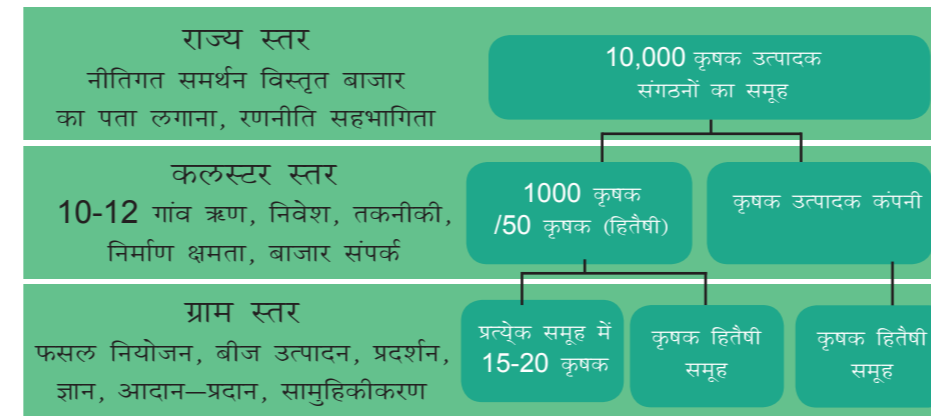 राज्य स्तर
नीतिगत समर्थन विस्तृत बाजार
का पता लगाना, रणनीति सहभागिता
10,000 कृषक उत्पादक
संगठनों का समूह
कलस्टर स्तर
10-12 गांव ऋण, निवेश, तकनीकी,
निर्माण क्षमता, बाजार संपर्क
1000 कृषक
/50 कृषक (हितैषी)
कृषक उत्पादक कंपनी
ग्राम स्तर
फसल नियोजन, बीज उत्पादन, प्रदर्शन,
ज्ञान, आदान–प्रदान, सामुहिकीकरण
प्रत्येक समूह में
15-20 कृषक
कृषक हितैषी
समूह
कृषक हितैषी
समूह